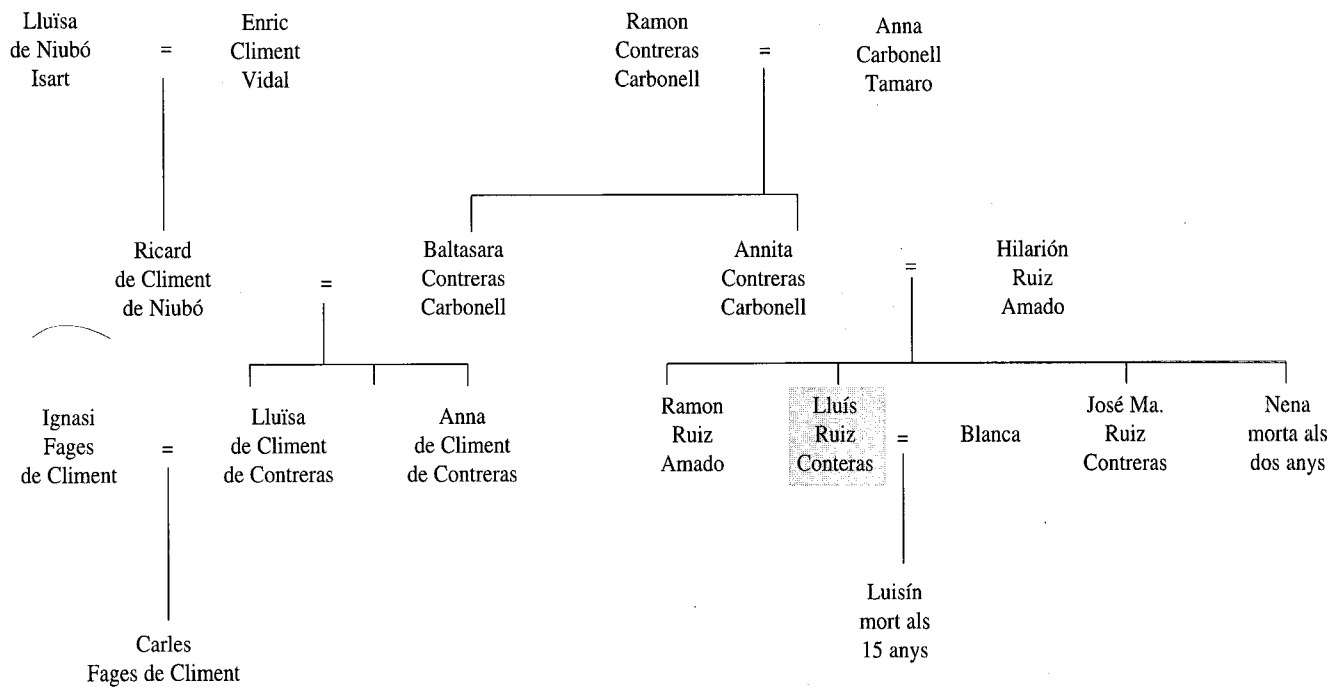 Lluïsa
de Niubó
Isart
=
Enric
Climent
Vidal
Ramon
Contreras
Carbonell
=
Anna
Carbonell
Tamaro
Ricard
de Climent
de Niubó
=
Baltasara
Contreras
Carbonell
Annita
Contreras
Carbonell
=
Hilarión
Ruiz
Amado
Ignasi
Fages
de Climent
=
Lluïsa
de Climent
de Contreras
Anna
de Climent
de Contreras
Ramon
Ruiz
Amado
Lluís
Ruiz
Conteras
=
Blanca
José Ma.
Ruiz
Contreras
Nena
morta als
dos anys
Carles
Fages de Climent
Luisín
mort als
15 anys